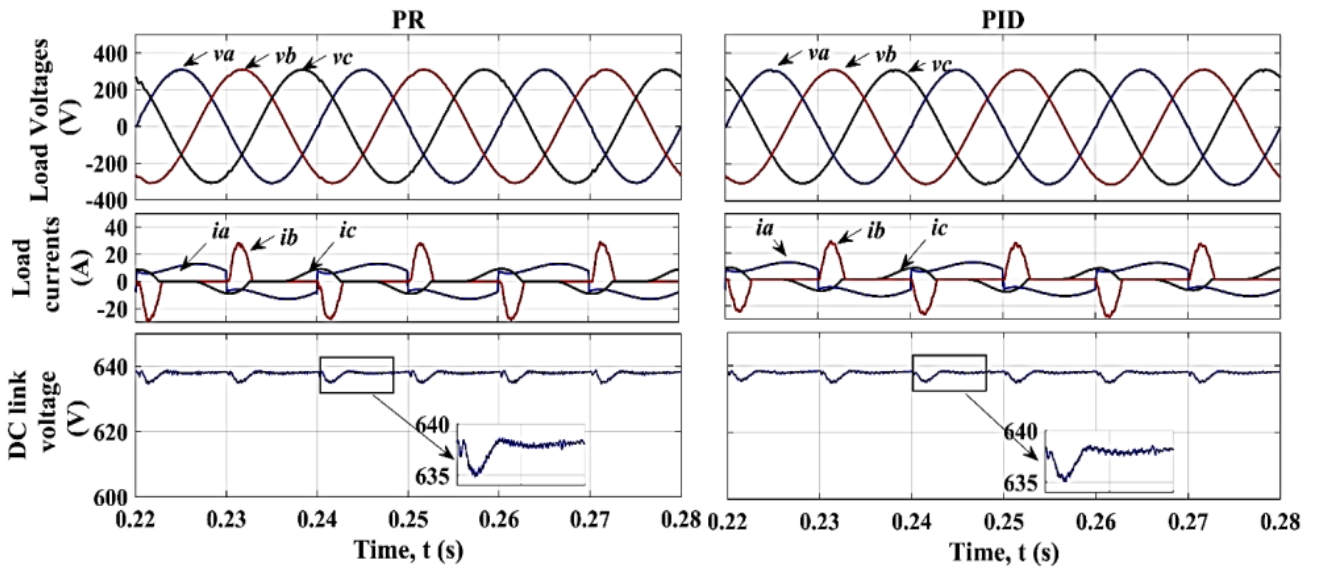 PR
PID
Load Voltages
(V)
400
200
0
-200
-400
va
vb
vc
va
vb
vc
Load
currents
(A)
40
20
0
-20
ia
ib
ic
ia
ib
ic
DC link
voltage
(V)
640
620
600
640
635
640
635
0.22
0.23
0.24
0.25
0.26
0.27
0.28
0.22
0.23
0.24
0.25
0.26
0.27
0.28
Time, t (s)
Time, t (s)